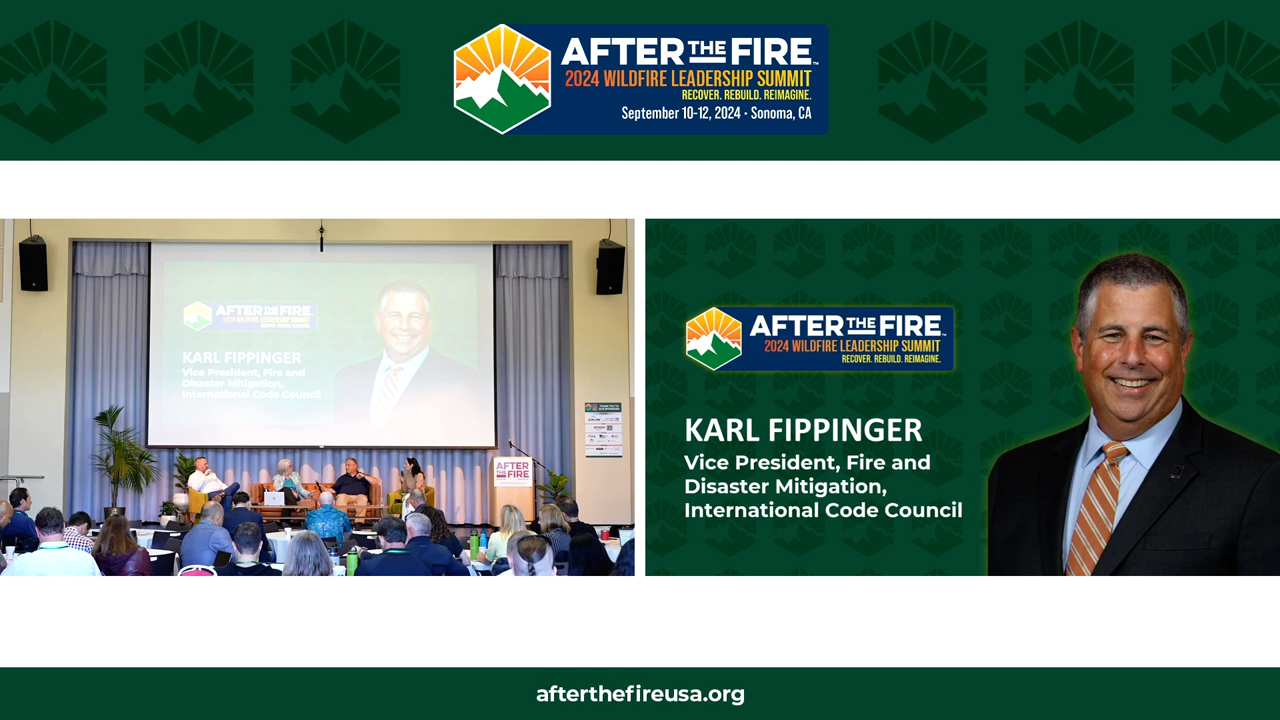 AFTER THE FIRE™
2024 WILDFIRE LEADERSHIP SUMMIT
RECOVER. REBUILD. REIMAGINE.
September 10-12, 2024 · Sonoma, CA
AFTER THE FIRE
2024 WILDFIRE LEADERSHIP SUMMIT
KARL FIPPINGER
Vice President, Fire and
Disaster Mitigation,
International Code Council
AFTER
THE FIRE
AFTER THE FIRE™
2024 WILDFIRE LEADERSHIP SUMMIT
RECOVER. REBUILD. REIMAGINE.
KARL FIPPINGER
Vice President, Fire and
Disaster Mitigation,
International Code Council
afterthefireusa.org